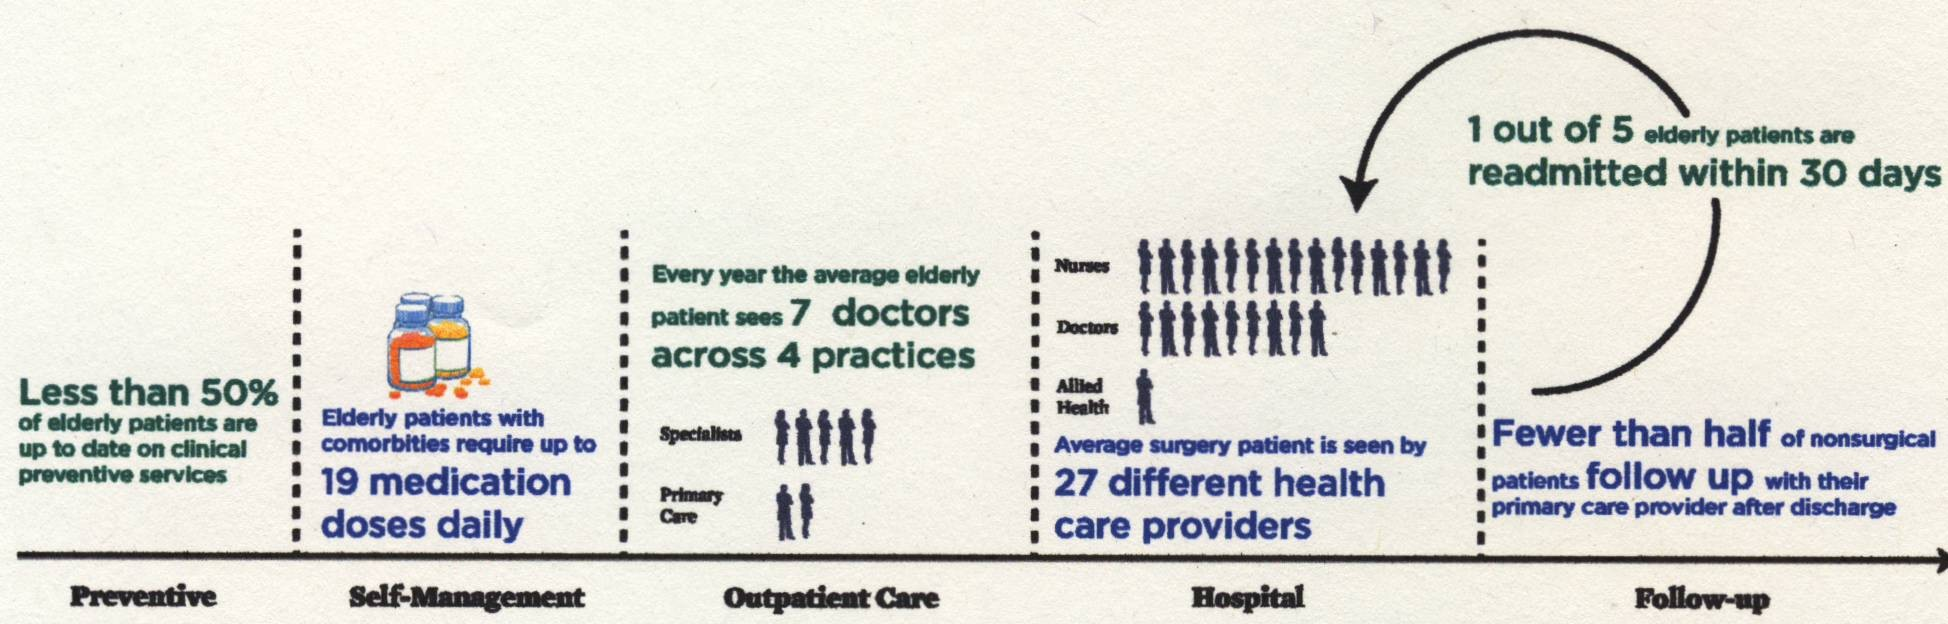 Less than 50%
of elderly patients are
up to date on clinical
preventive services
Elderly patients with
comorbities require up to
19 medication
doses daily
Every year the average elderly
patient sees 7 doctors
across 4 practices
Specialists
Primary
Care
Nurses
Doctors
Allied
Health
Average surgery patient is seen by
27 different health
care providers
1 out of 5 elderly patients are
readmitted within 30 days
Fewer than half of nonsurgical
patients follow up with their
primary care provider after discharge
Preventive
Self-Management
Outpatient Care
Hospital
Follow-up